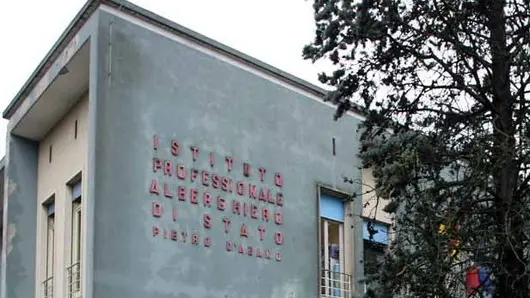 ISTITUTO
PROFESSIONALE
ALBERGHIERO
DI STATO
PIETRO D'ABANO